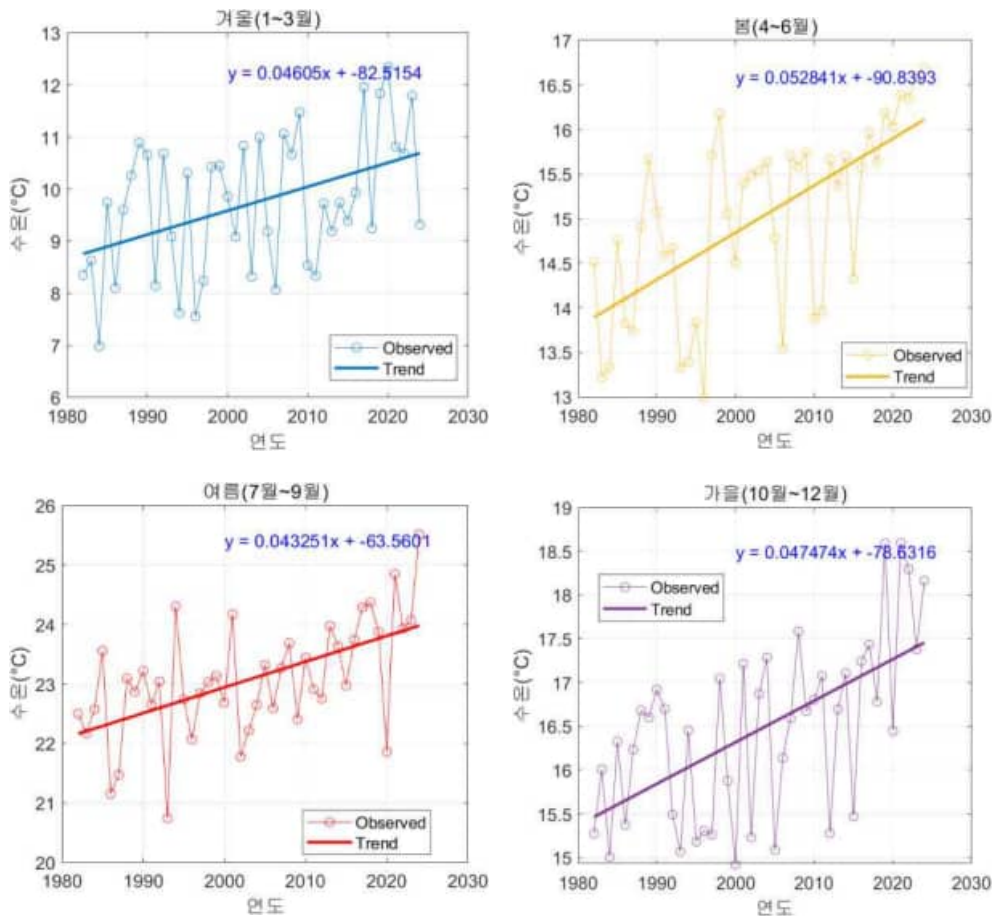 겨울(1~3월)
13
12
11
10
9
8
7
6
수온(°C)
y = 0.04605x + -82.5154
Observed
Trend
1980 1990 2000 2010 2020 2030
연도
봄(4~6월)
17
16.5
16
15.5
15
14.5
14
13.5
13
수온(°C)
y = 0.052841x + -90.8393
Observed
Trend
1980 1990 2000 2010 2020 2030
연도
여름(7월~9월)
26
25
24
23
22
21
20
수온(°C)
y = 0.043251x + -63.5601
Observed
Trend
1980 1990 2000 2010 2020 2030
연도
가을(10월~12월)
19
18.5
18
17.5
17
16.5
16
15.5
15
수온(°C)
y = 0.047474x + -78.6316
Observed
Trend
1980 1990 2000 2010 2020 2030
연도